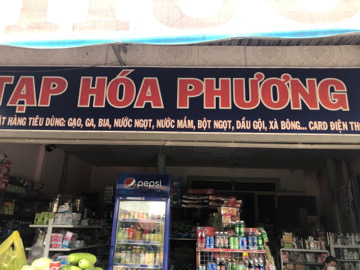 TẠP HÓA PHƯƠNG
ẶT HÀNG TIÊU DÙNG: GẠO, GA, BIA, NƯỚC NGỌT, NƯỚC MẮM, BỘT NGỌT, DẦU GỘI, XÀ BÔNG... CARD ĐIỆN TH
pepsi